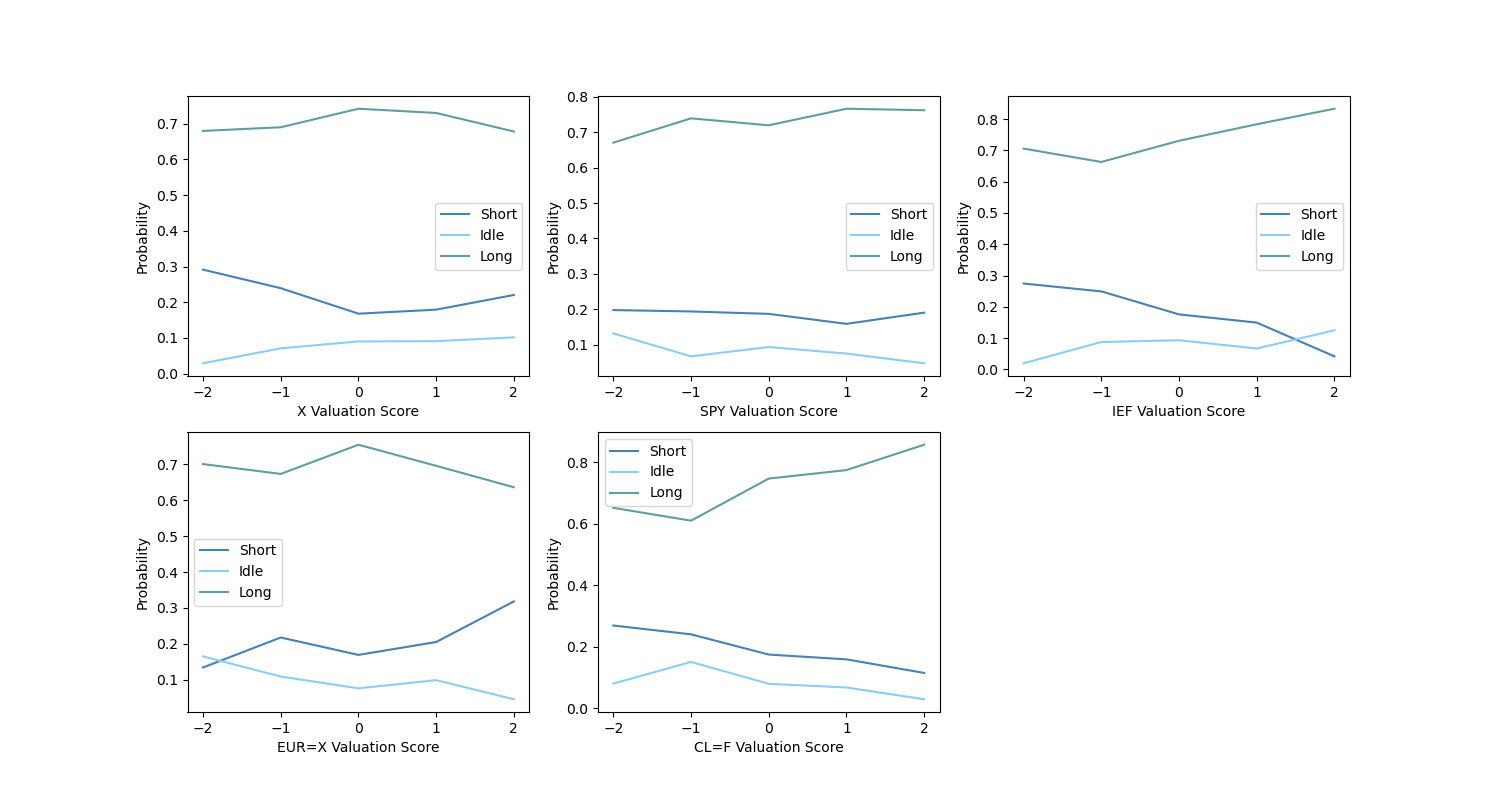 0.7
0.6
0.5
0.4
0.3
0.2
0.1
0.0
Probability
Short
Idle
Long
−2 −1 0 1 2
X Valuation Score
0.8
0.7
0.6
0.5
0.4
0.3
0.2
0.1
Probability
Short
Idle
Long
−2 −1 0 1 2
SPY Valuation Score
0.8
0.7
0.6
0.5
0.4
0.3
0.2
0.1
0.0
Probability
Short
Idle
Long
−2 −1 0 1 2
IEF Valuation Score
0.7
0.6
0.5
0.4
0.3
0.2
0.1
Probability
Short
Idle
Long
−2 −1 0 1 2
EUR=X Valuation Score
0.8
0.6
0.4
0.2
0.0
Probability
Short
Idle
Long
−2 −1 0 1 2
CL=F Valuation Score